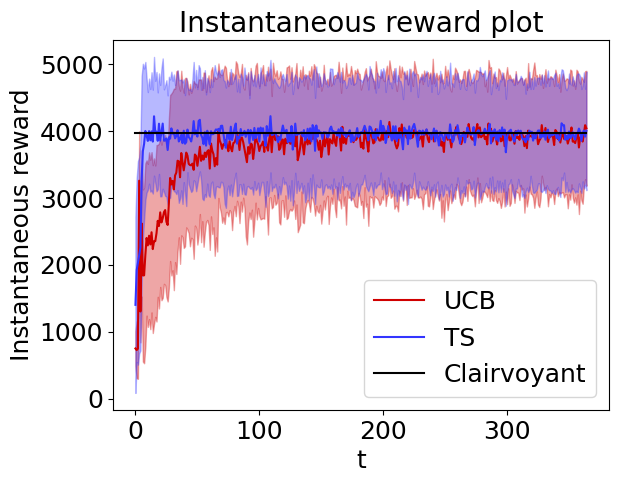 Instantaneous reward plot
Instantaneous reward
5000
4000
3000
2000
1000
0
0 100 200 300
t
UCB
TS
Clairvoyant